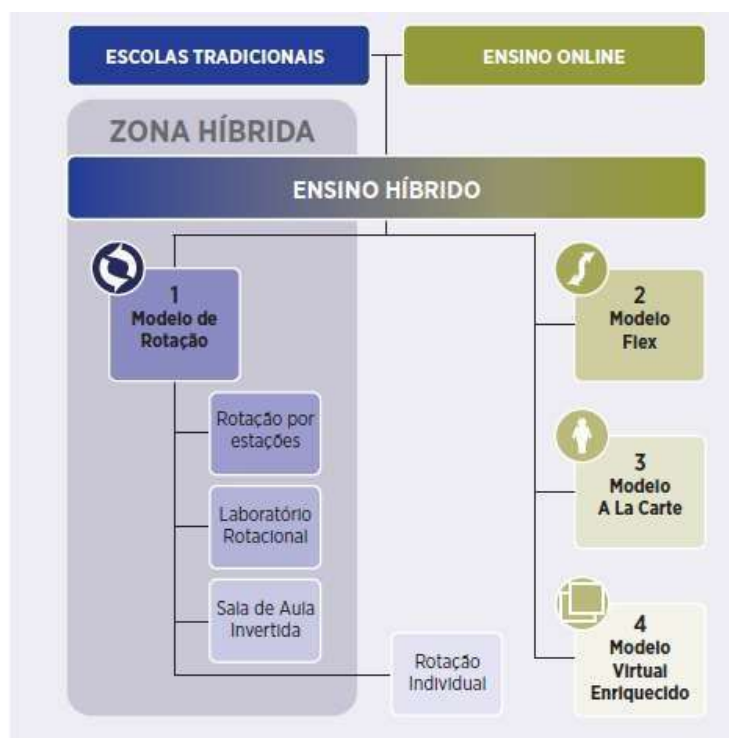 ESCOLAS TRADICIONAIS
ENSINO ONLINE
ZONA HÍBRIDA
ENSINO HÍBRIDO
1
Modelo de
Rotação
2
Modelo
Flex
Rotação por
estações
3
Modelo
A La Carte
Laboratório
Rotacional
Sala de Aula
Invertida
4
Modelo
Virtual
Enriquecido
Rotação
Individual